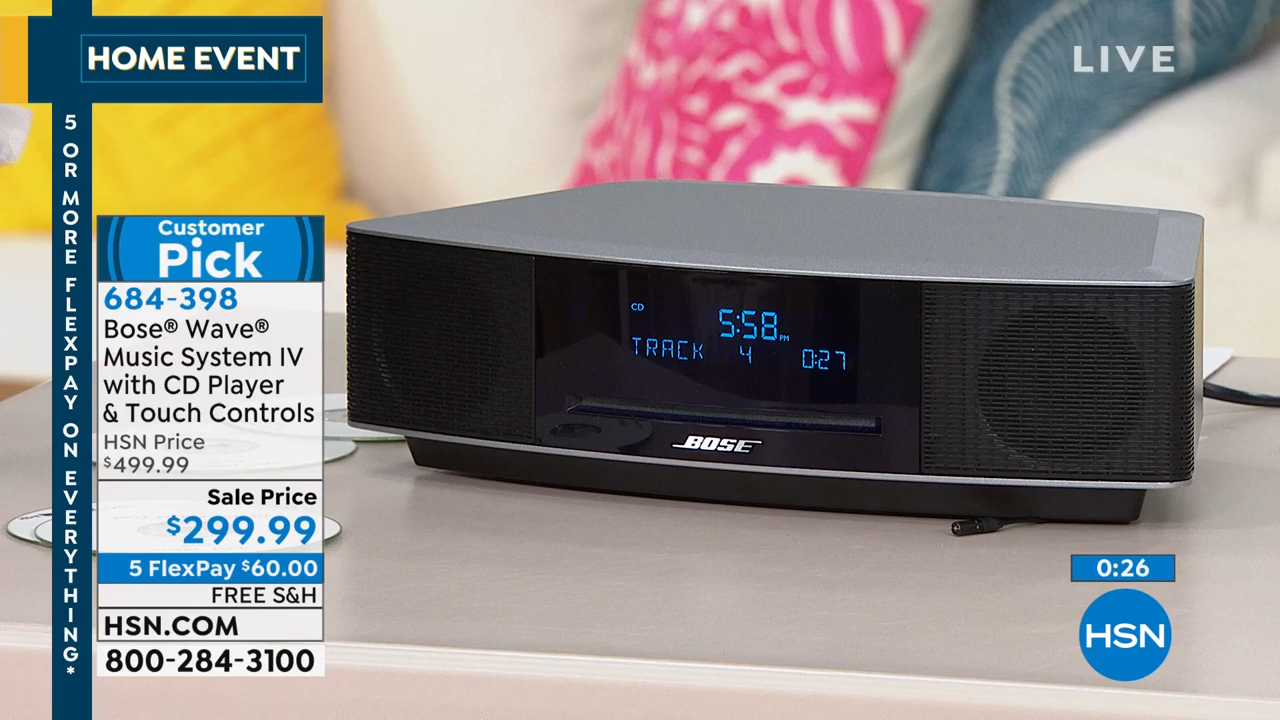 HOME EVENT
LIVE
5 OR MORE FLEXPAY ON EVERYTHING*
Customer
Pick
684-398
Bose® Wave®
Music System IV
with CD Player
& Touch Controls
HSN Price
$499.99
Sale Price
$299.99
5 FlexPay $60.00
FREE S&H
HSN.COM
800-284-3100
CD
5:58 PM
TRACK 4 0:27
BOSE
0:26
HSN